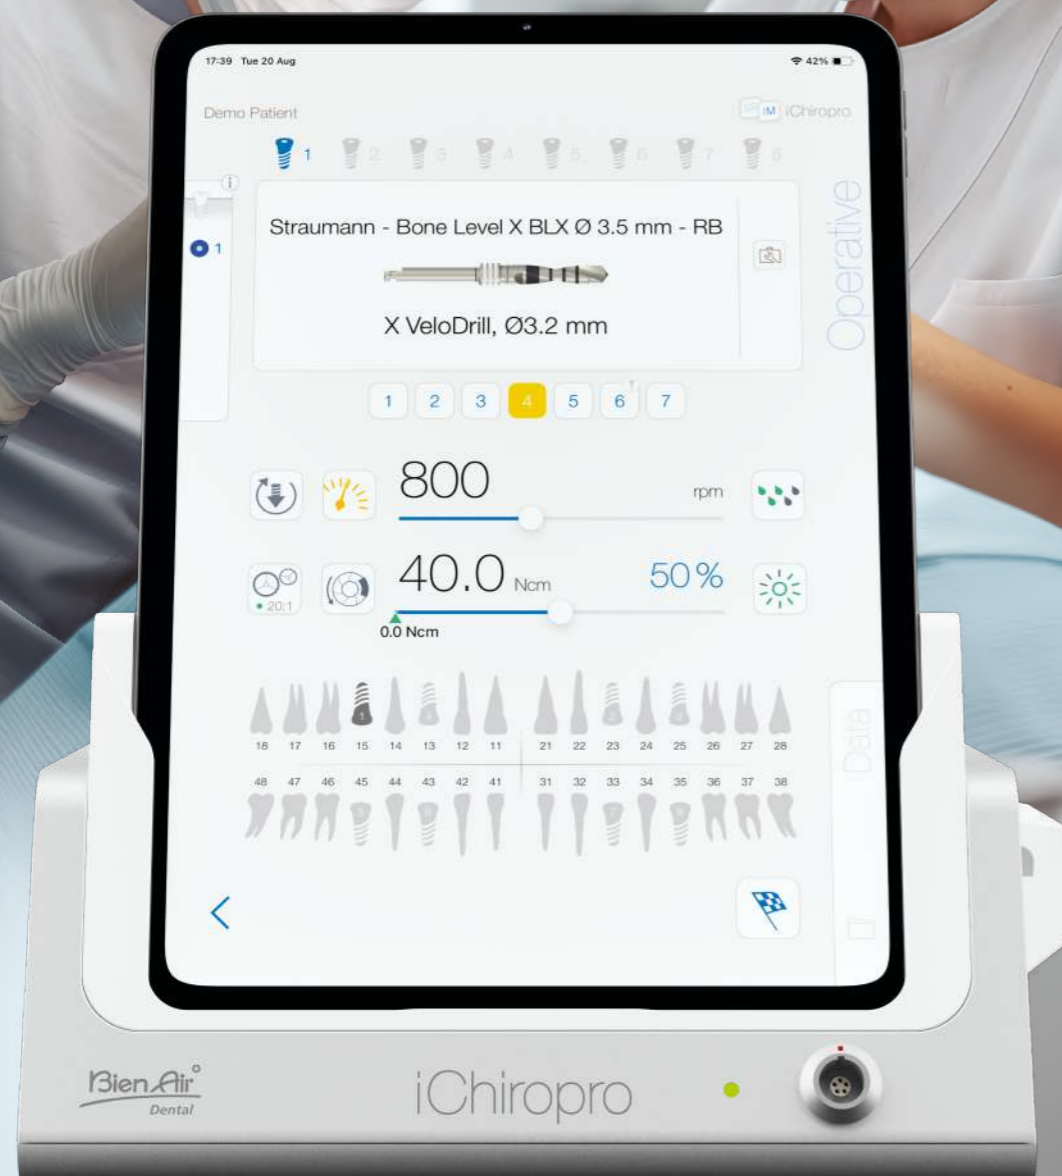 17:39 Tue 20 Aug
42%
Demo Patient
IM iChiropro
1 2 3 4 5 6 7 8
Operative
1
Straumann - Bone Level X BLX Ø 3.5 mm - RB
X VeloDrill, Ø3.2 mm
1 2 3 4 5 6 7
800 rpm
40.0 Ncm 50%
20:1
0.0 Ncm
1
18 17 16 15 14 13 12 11 21 22 23 24 25 26 27 28
48 47 46 45 44 43 42 41 31 32 33 34 35 36 37 38
Data
Bien Air
Dental
iChiropro